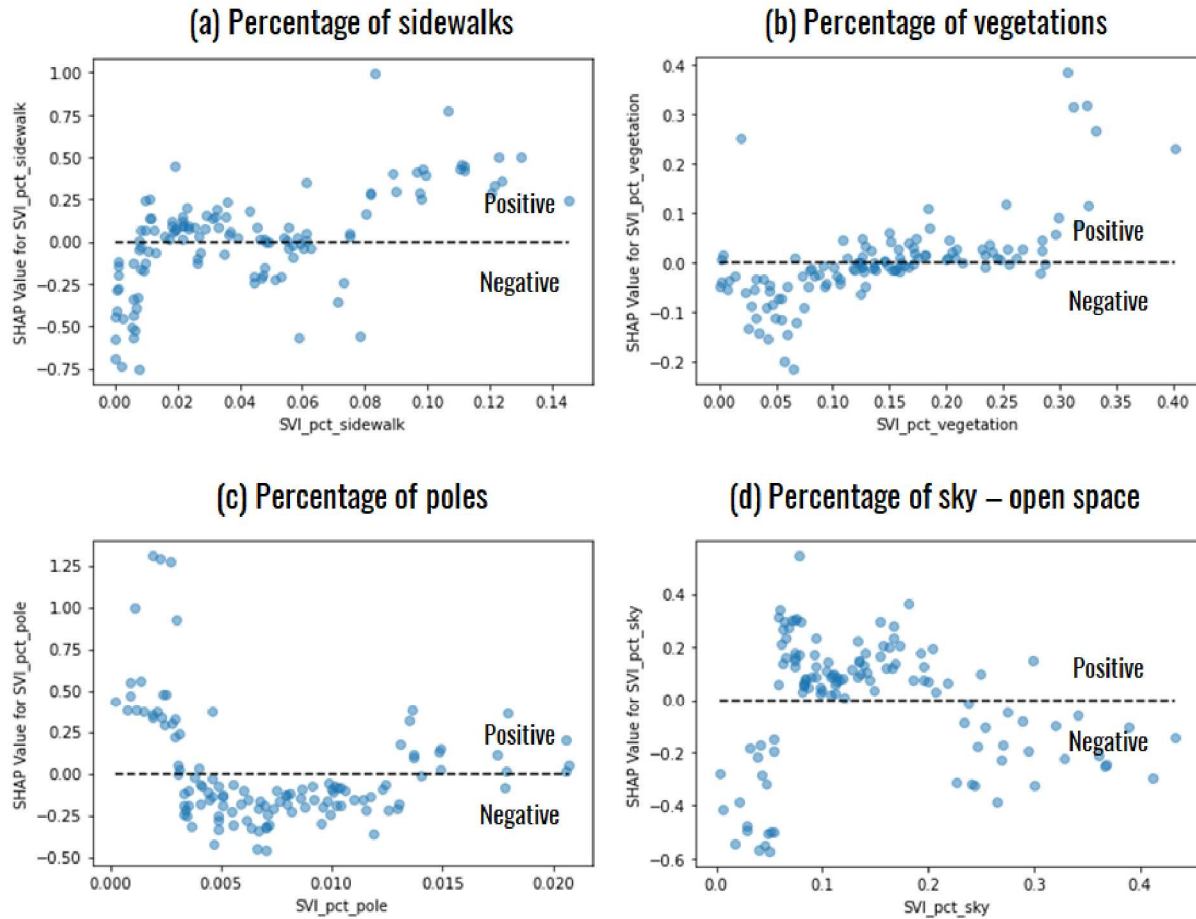 (a) Percentage of sidewalks
SHAP Value for SVI_pct_sidewalk
1.00
0.75
0.50
0.25
0.00
−0.25
−0.50
−0.75
Positive
Negative
0.00 0.02 0.04 0.06 0.08 0.10 0.12 0.14
SVI_pct_sidewalk
(b) Percentage of vegetations
SHAP Value for SVI_pct_vegetation
0.4
0.3
0.2
0.1
0.0
−0.1
−0.2
Positive
Negative
0.00 0.05 0.10 0.15 0.20 0.25 0.30 0.35 0.40
SVI_pct_vegetation
(c) Percentage of poles
SHAP Value for SVI_pct_pole
1.25
1.00
0.75
0.50
0.25
0.00
−0.25
−0.50
Positive
Negative
0.000 0.005 0.010 0.015 0.020
SVI_pct_pole
(d) Percentage of sky – open space
SHAP Value for SVI_pct_sky
0.4
0.2
0.0
−0.2
−0.4
−0.6
Positive
Negative
0.0 0.1 0.2 0.3 0.4
SVI_pct_sky